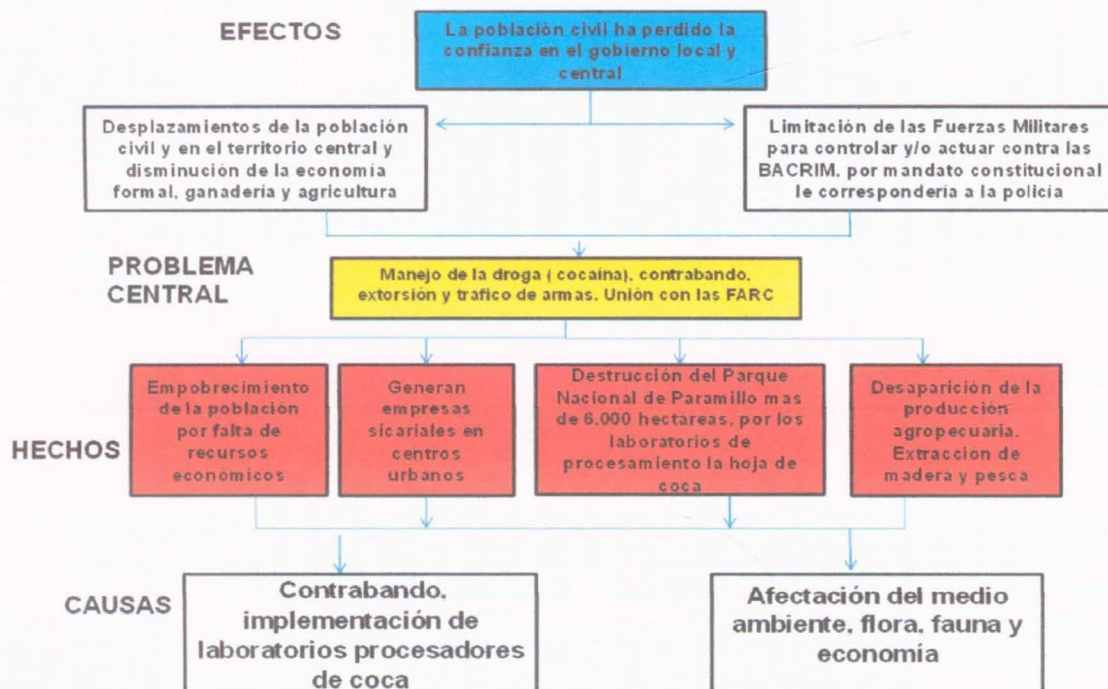 EFECTOS
La población civil ha perdido la
confianza en el gobierno local y
central
Desplazamientos de la población
civil y en el territorio central y
disminución de la economía
formal, ganadería y agricultura
Limitación de las Fuerzas Militares
para controlar y/o actuar contra las
BACRIM, por mandato constitucional
le correspondería a la policía
PROBLEMA
CENTRAL
Manejo de la droga ( cocaína), contrabando,
extorsión y trafico de armas. Unión con las FARC
HECHOS
Empobrecimiento
de la población
por falta de
recursos
económicos
Generan
empresas
sicariales en
centros
urbanos
Destrucción del Parque
Nacional de Paramillo mas
de 6.000 hectareas, por los
laboratorios de
procesamiento la hoja de
coca
Desaparición de la
producción
agropecuaria.
Extracción de
madera y pesca
CAUSAS
Contrabando,
implementación de
laboratorios procesadores
de coca
Afectación del medio
ambiente, flora, fauna y
economía